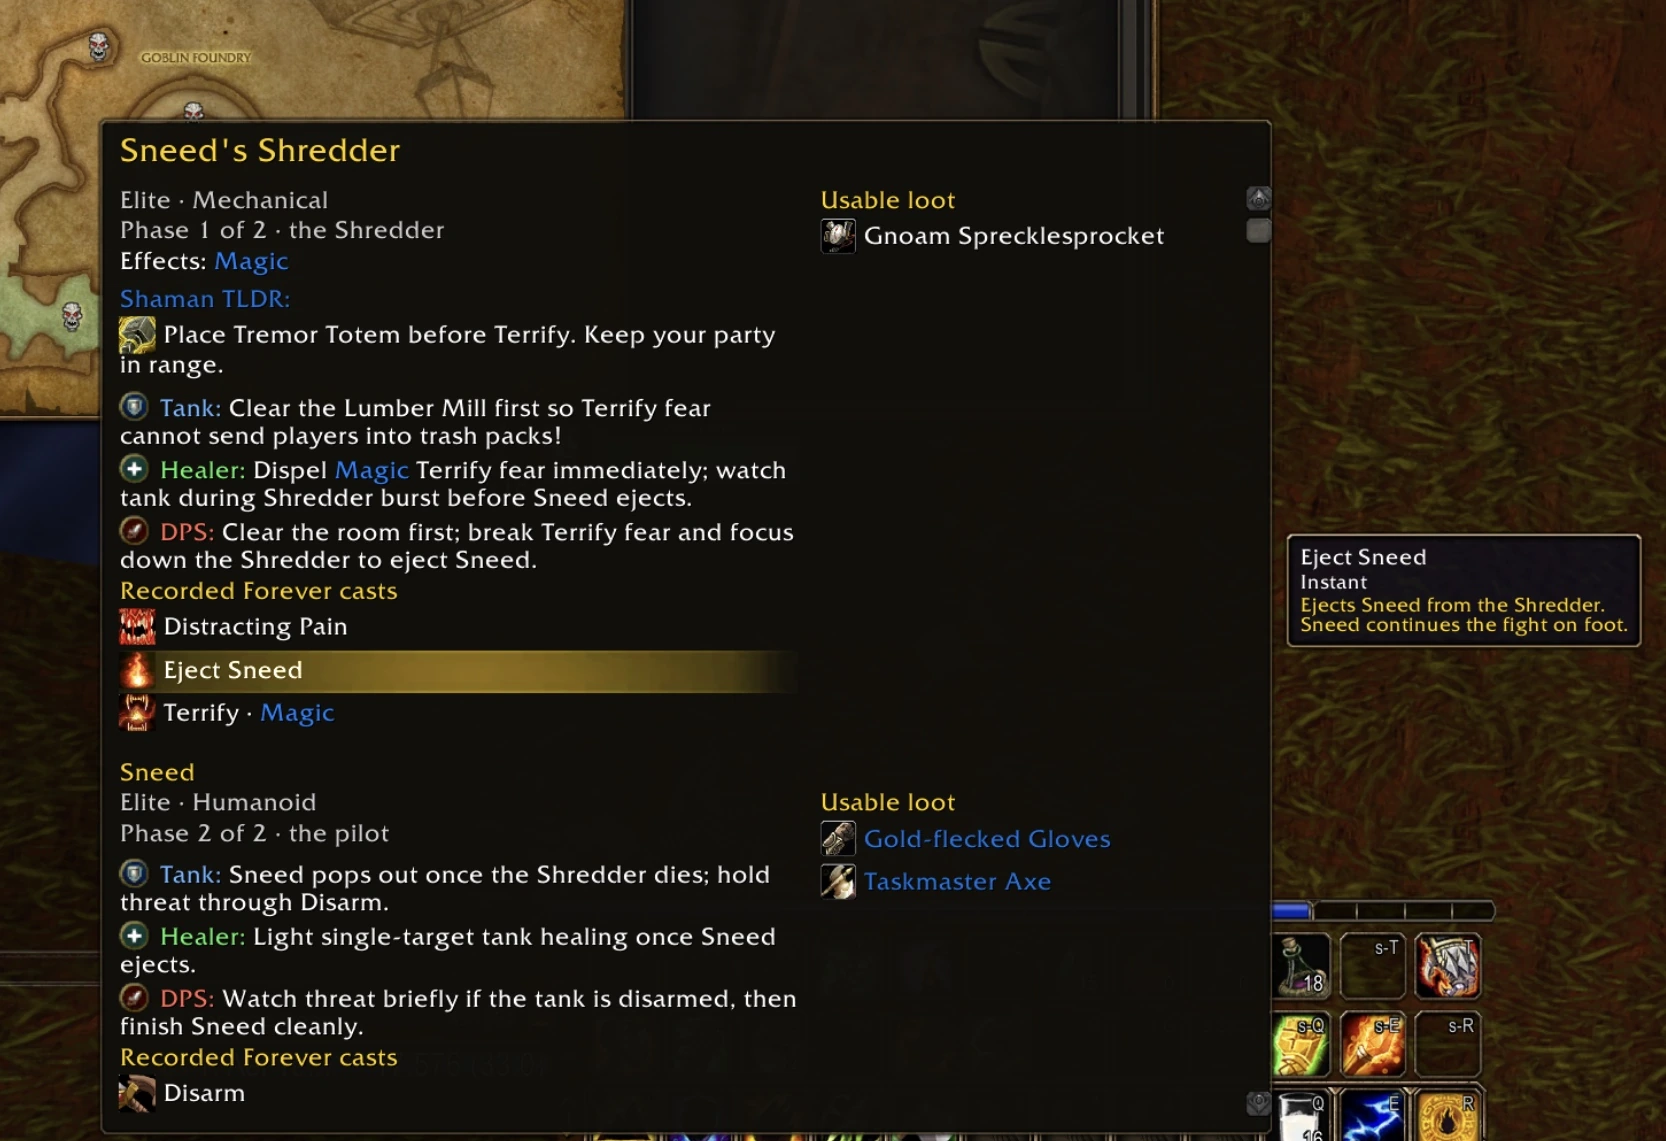 GOBLIN FOUNDRY
Sneed's Shredder
Elite · Mechanical
Phase 1 of 2 · the Shredder
Effects: Magic
Shaman TLDR:
Place Tremor Totem before Terrify. Keep your party
in range.
Tank: Clear the Lumber Mill first so Terrify fear
cannot send players into trash packs!
Healer: Dispel Magic Terrify fear immediately; watch
tank during Shredder burst before Sneed ejects.
DPS: Clear the room first; break Terrify fear and focus
down the Shredder to eject Sneed.
Recorded Forever casts
Distracting Pain
Eject Sneed
Terrify · Magic
Usable loot
Gnoam Sprecklesprocket
Sneed
Elite · Humanoid
Phase 2 of 2 · the pilot
Tank: Sneed pops out once the Shredder dies; hold
threat through Disarm.
Healer: Light single-target tank healing once Sneed
ejects.
DPS: Watch threat briefly if the tank is disarmed, then
finish Sneed cleanly.
Recorded Forever casts
Disarm
Usable loot
Gold-flecked Gloves
Taskmaster Axe
Eject Sneed
Instant
Ejects Sneed from the Shredder.
Sneed continues the fight on foot.
18
s-T
T
s-Q
s-E
s-R
Q
E
R
16